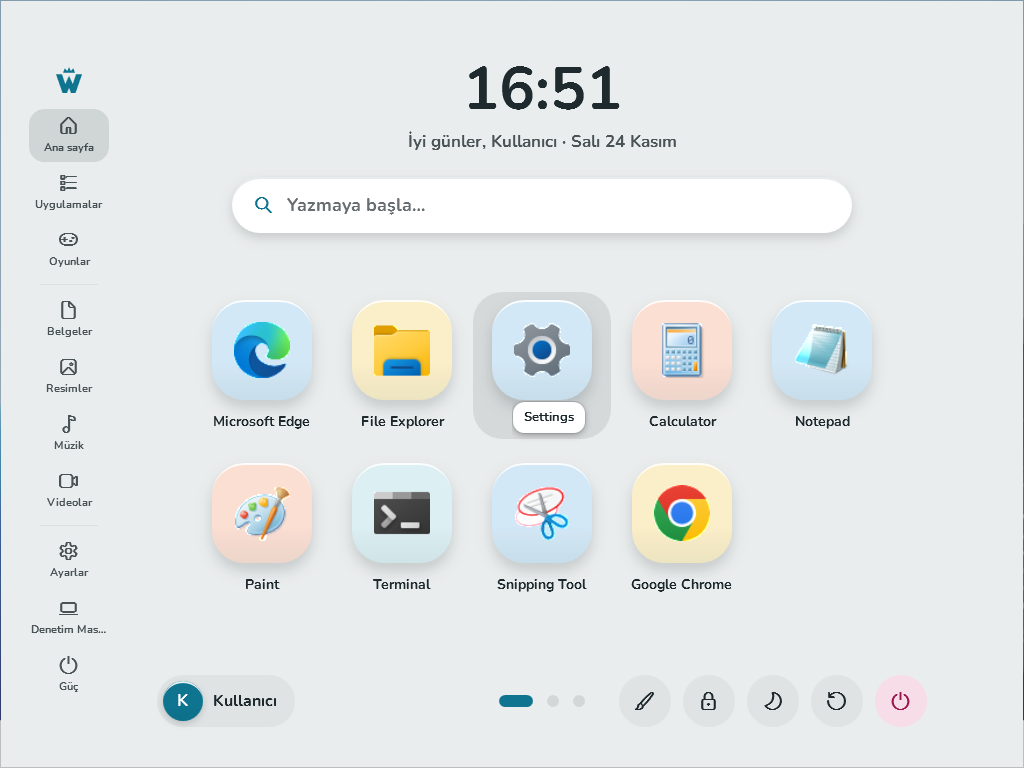 16:51
İyi günler, Kullanıcı · Salı 24 Kasım
Yazmaya başla...
Ana sayfa
Uygulamalar
Oyunlar
Belgeler
Resimler
Müzik
Videolar
Ayarlar
Denetim Mas...
Güç
Microsoft Edge
File Explorer
Settings
Calculator
Notepad
Paint
Terminal
Snipping Tool
Google Chrome
K
Kullanıcı